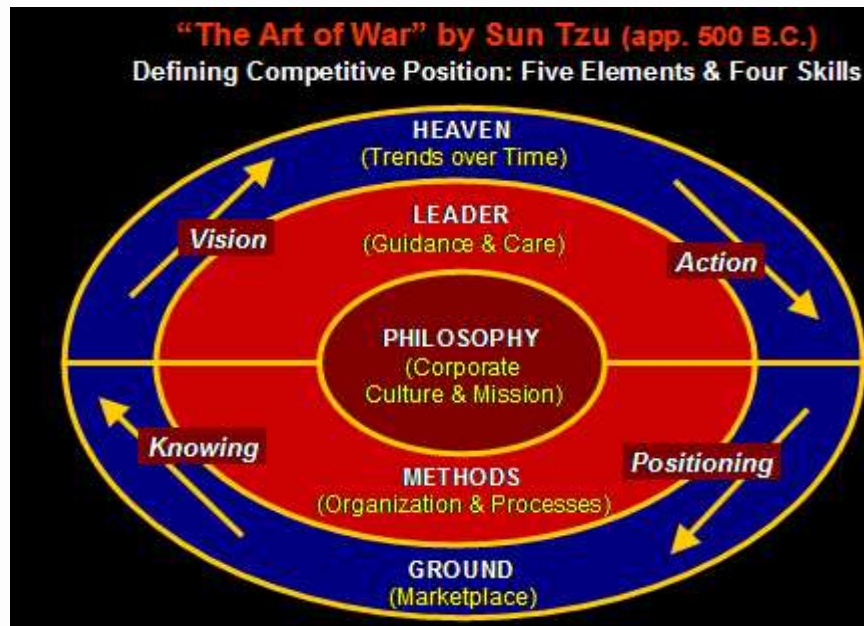 “The Art of War” by Sun Tzu (app. 500 B.C.)
Defining Competitive Position: Five Elements & Four Skills
HEAVEN
(Trends over Time)
LEADER
(Guidance & Care)
Vision
Action
PHILOSOPHY
(Corporate
Culture & Mission)
Knowing
Positioning
METHODS
(Organization & Processes)
GROUND
(Marketplace)